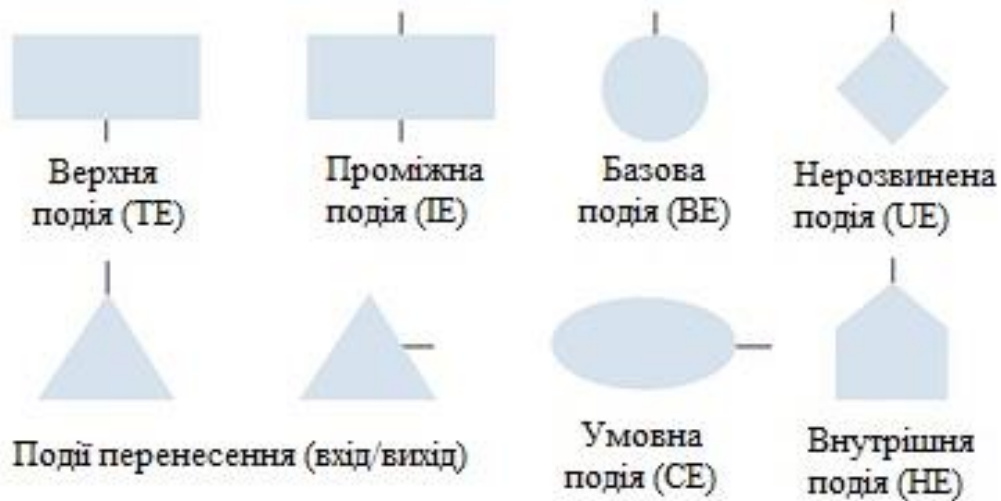 Верхня
подія (TE)
Проміжна
подія (IE)
Базова
подія (BE)
Нерозвинена
подія (UE)
Події перенесення (вхід/вихід)
Умовна
подія (CE)
Внутрішня
подія (HE)